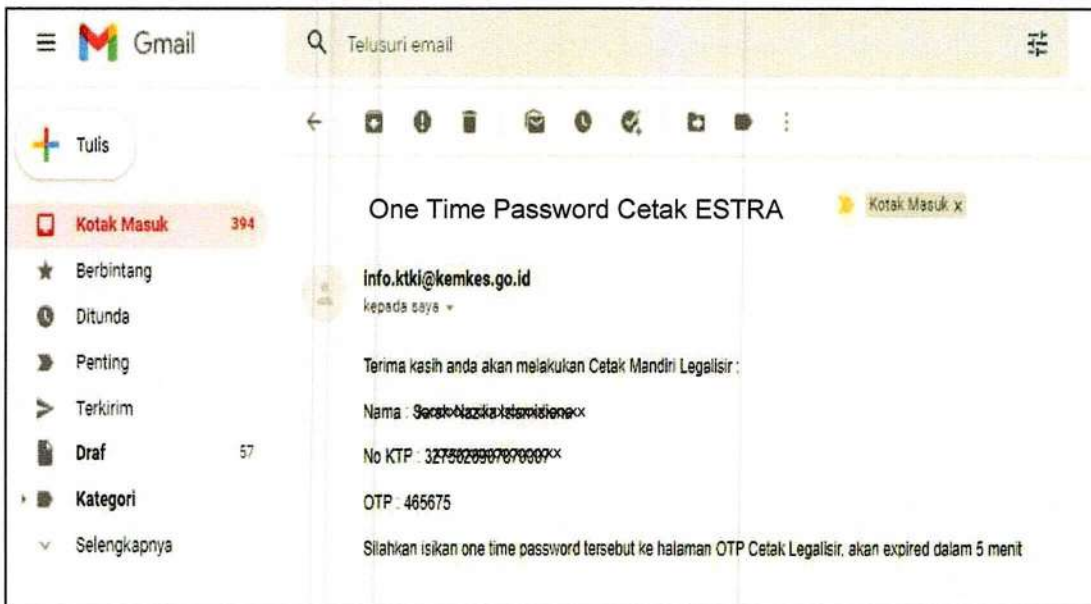 Gmail
Telusuri email
Tulis
One Time Password Cetak ESTRA
Kotak Masuk x
Kotak Masuk 394
Berbintang
Ditunda
Penting
Terkirim
Draf 57
Kategori
Selengkapnya
info.ktki@kemkes.go.id
kepada saya
Terima kasih anda akan melakukan Cetak Mandiri Legalisir :
Nama :
No KTP :
OTP : 465675
Silahkan isikan one time password tersebut ke halaman OTP Cetak Legalisir, akan expired dalam 5 menit